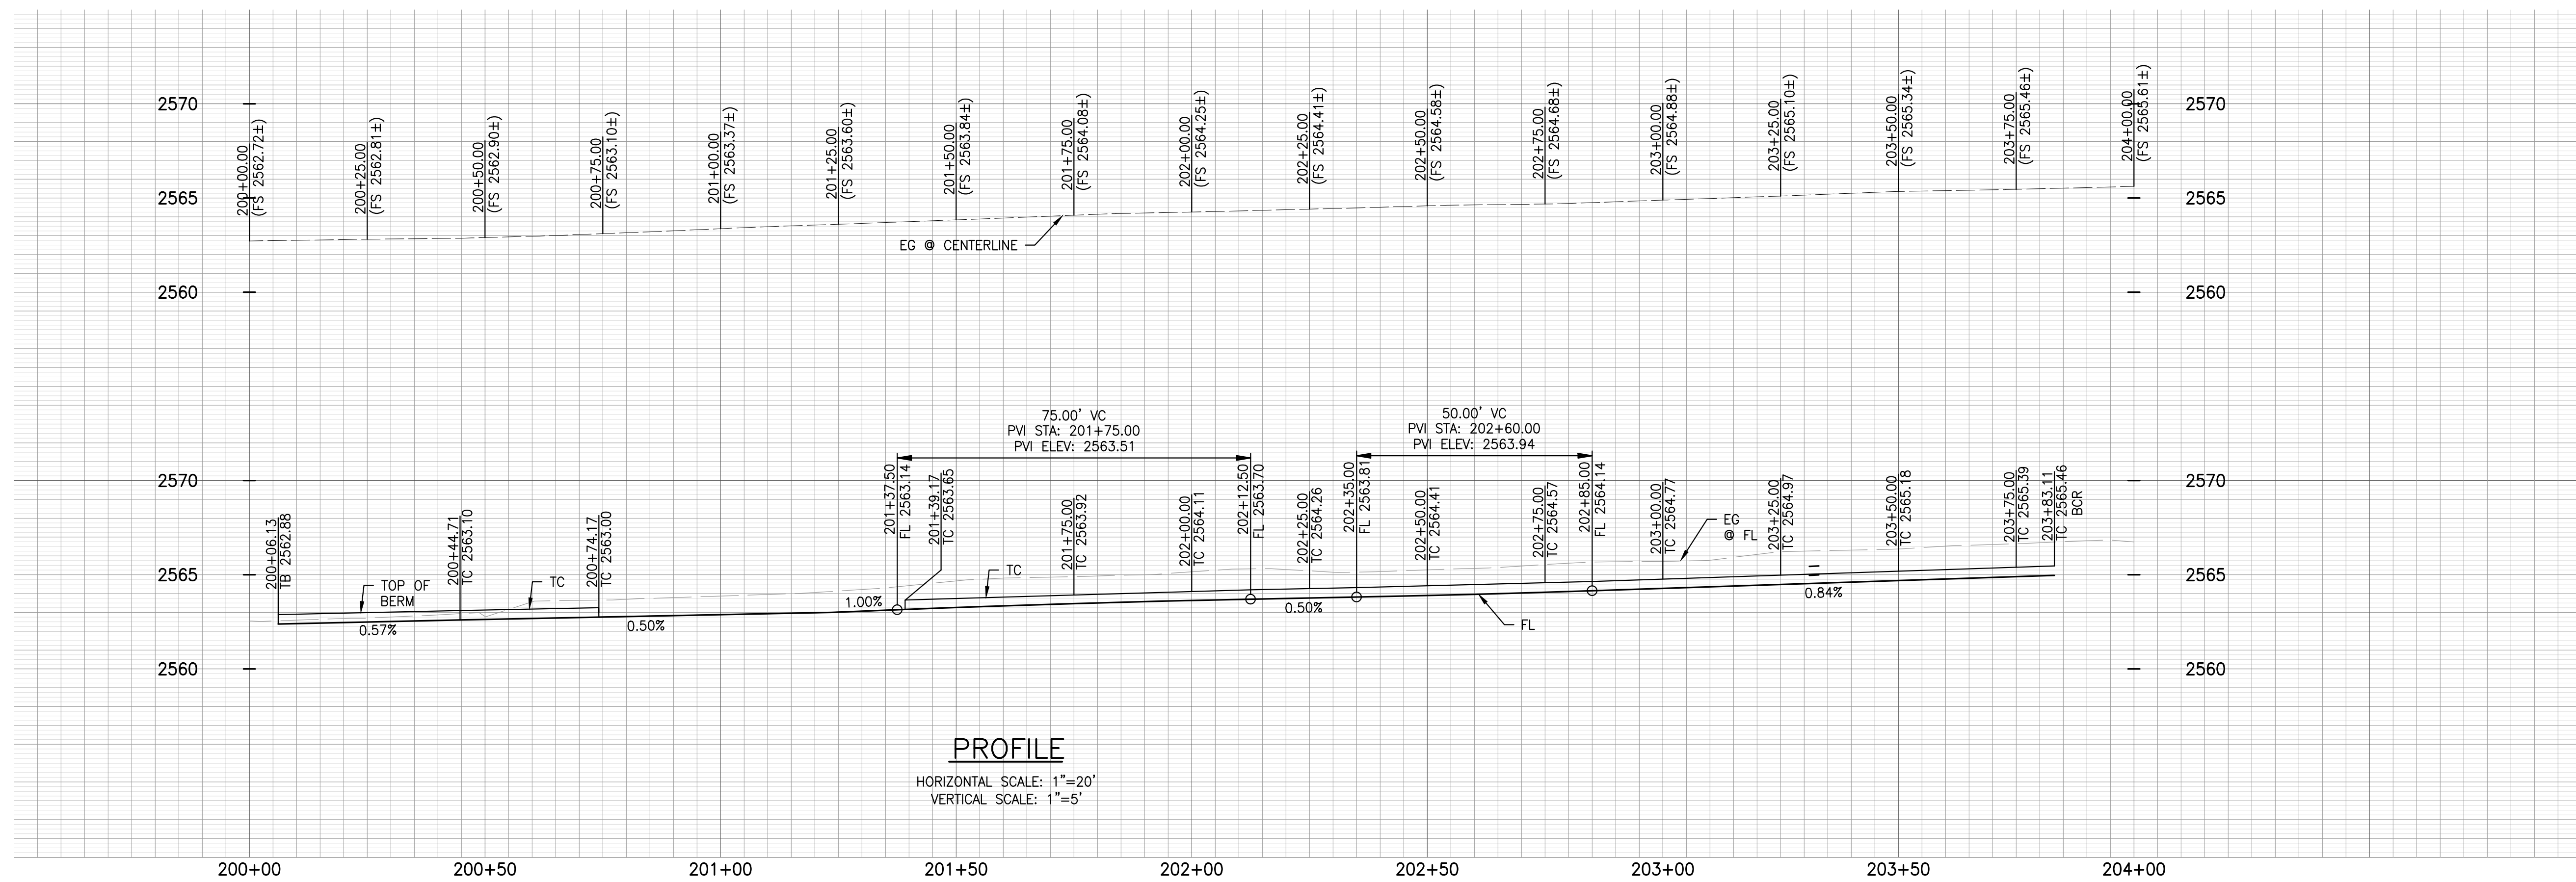 2570
2565
2560
200+00.00
(FS 2562.72±)
200+25.00
(FS 2562.81±)
200+50.00
(FS 2562.90±)
200+75.00
(FS 2563.10±)
201+00.00
(FS 2563.37±)
201+25.00
(FS 2563.60±)
201+50.00
(FS 2563.84±)
201+75.00
(FS 2564.08±)
202+00.00
(FS 2564.25±)
202+25.00
(FS 2564.41±)
202+50.00
(FS 2564.58±)
202+75.00
(FS 2564.68±)
203+00.00
(FS 2564.88±)
203+25.00
(FS 2565.10±)
203+50.00
(FS 2565.34±)
203+75.00
(FS 2565.46±)
204+00.00
(FS 2565.61±)
2570
2565
2560
EG @ CENTERLINE
75.00' VC
PVI STA: 201+75.00
PVI ELEV: 2563.51
50.00' VC
PVI STA: 202+60.00
PVI ELEV: 2563.94
2570
2565
2560
200+06.13
TB 2562.88
200+44.71
TC 2563.10
200+74.17
TC 2563.00
201+37.50
FL 2563.14
201+39.17
TC 2563.65
201+75.00
TC 2563.92
202+00.00
TC 2564.11
202+12.50
FL 2563.70
202+25.00
TC 2564.26
202+35.00
FL 2563.81
202+50.00
TC 2564.41
202+75.00
TC 2564.57
202+85.00
FL 2564.14
203+00.00
TC 2564.77
203+25.00
TC 2564.97
203+50.00
TC 2565.18
203+75.00
TC 2565.39
203+83.11
TC 2565.46
BCR
2570
2565
2560
TOP OF
BERM
TC
TC
EG
@ FL
FL
0.57%
0.50%
1.00%
0.50%
0.84%
PROFILE
HORIZONTAL SCALE: 1"=20'
VERTICAL SCALE: 1"=5'
200+00
200+50
201+00
201+50
202+00
202+50
203+00
203+50
204+00